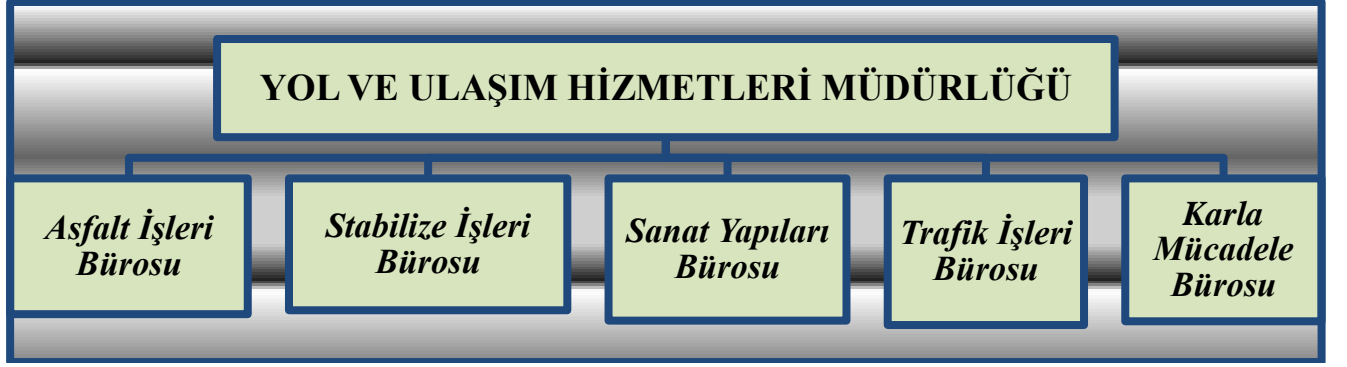 YOL VE ULAŞIM HİZMETLERİ MÜDÜRLÜĞÜ
Asfalt İşleri
Bürosu
Stabilize İşleri
Bürosu
Sanat Yapıları
Bürosu
Trafik İşleri
Bürosu
Karla
Mücadele
Bürosu